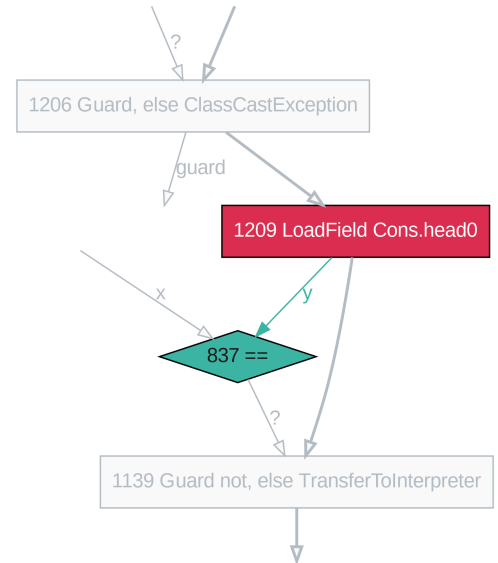 ?
1206 Guard, else ClassCastException
guard
1209 LoadField Cons.head0
x
y
837 ==
?
1139 Guard not, else TransferToInterpreter